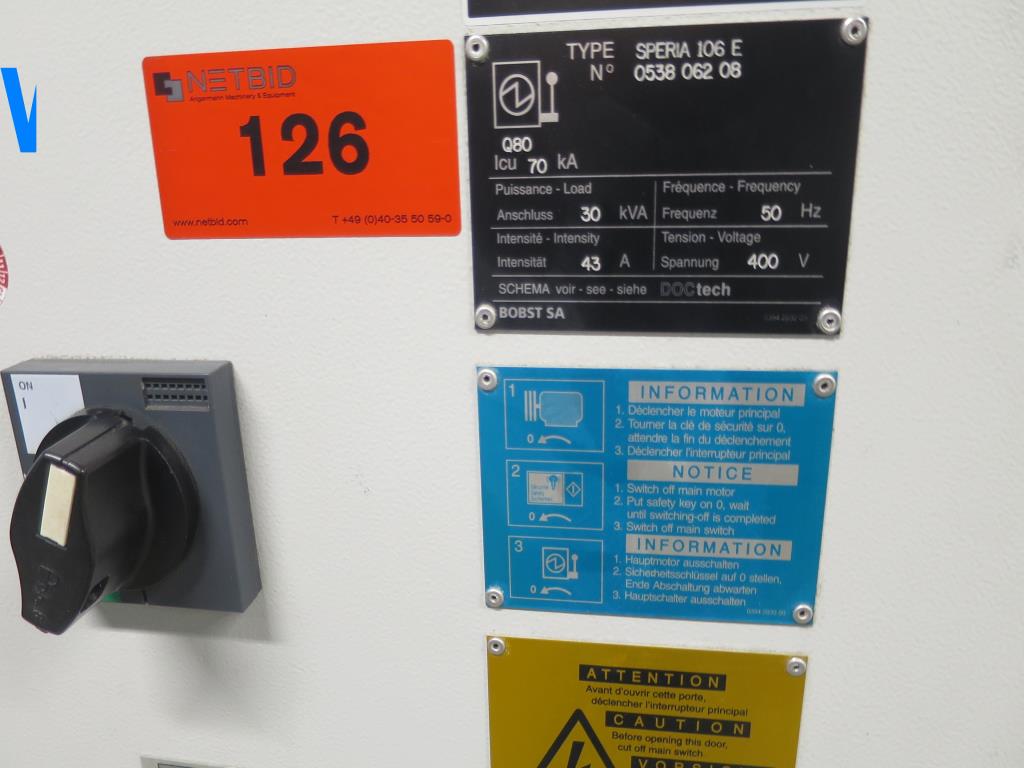 NETBID
Angermann Machinery & Equipment
126
www.netbid.com T +49 (0)40-35 50 59-0
TYPE SPERIA 106 E
N° 0538 062 08
Q80
Icu 70 kA
Puissance - Load
Anschluss 30 kVA
Fréquence - Frequency
Frequenz 50 Hz
Intensité - Intensity
Intensität 43 A
Tension - Voltage
Spannung 400 V
SCHEMA voir - see - siehe DOCtech
BOBST SA
ON
I
1
0
2
0
3
0
INFORMATION
1. Déclencher le moteur principal
2. Tourner la clé de sécurité sur 0,
attendre la fin du déclenchement
3. Déclencher l'interrupteur principal
NOTICE
1. Switch off main motor
2. Put safety key on 0, wait
until switching-off is completed
3. Switch off main switch
INFORMATION
1. Hauptmotor ausschalten
2. Sicherheitsschlüssel auf 0 stellen,
Ende Abschaltung abwarten
3. Hauptschalter ausschalten
ATTENTION
Avant d'ouvrir cette porte,
déclencher l'interrupteur principal
CAUTION
Before opening this door,
cut off main switch